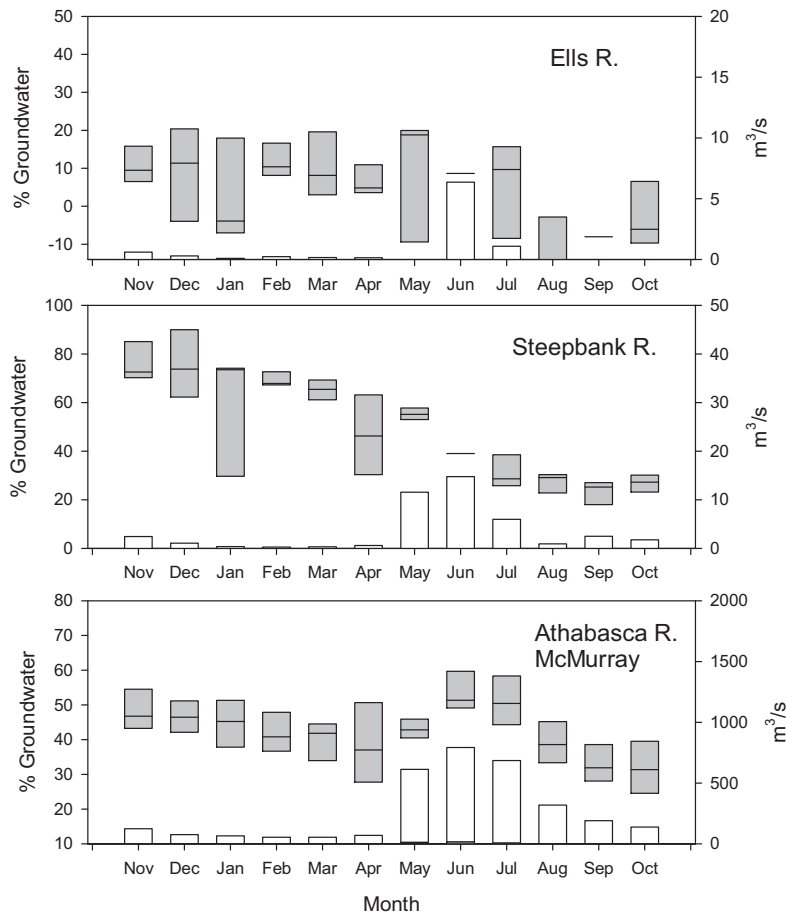 50
40
30
20
10
0
-10
% Groundwater
Ells R.
20
15
10
5
0
m³/s
Nov Dec Jan Feb Mar Apr May Jun Jul Aug Sep Oct
100
80
60
40
20
0
% Groundwater
Steepbank R.
50
40
30
20
10
0
m³/s
Nov Dec Jan Feb Mar Apr May Jun Jul Aug Sep Oct
80
70
60
50
40
30
20
10
% Groundwater
Athabasca R.
McMurray
2000
1500
1000
500
0
m³/s
Nov Dec Jan Feb Mar Apr May Jun Jul Aug Sep Oct
Month